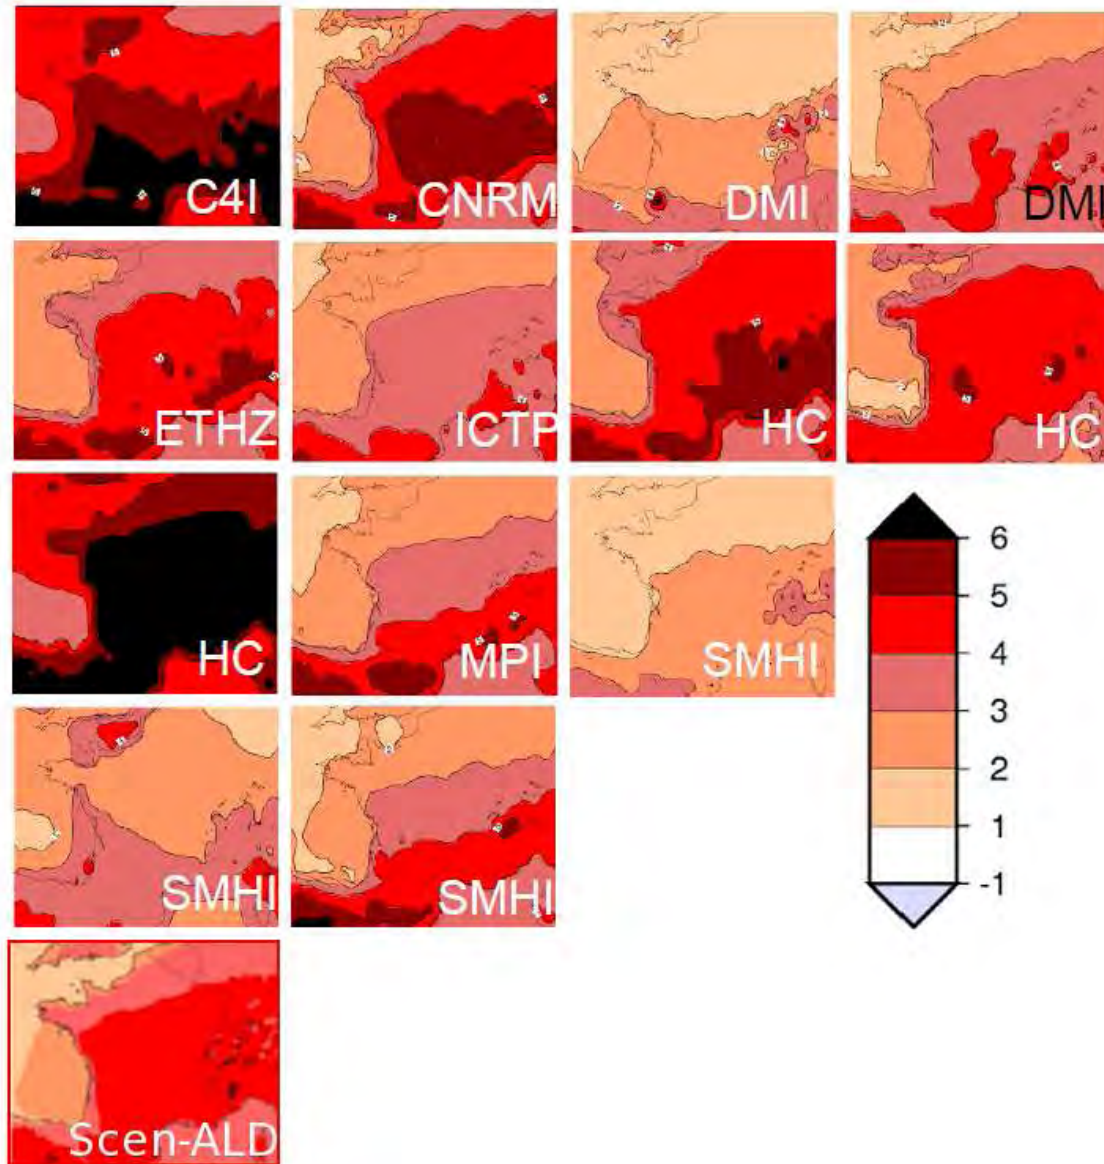 C4I
CNRM
DMI
DMI
ETHZ
ICTP
HC
HC
HC
MPI
SMHI
6
5
4
3
2
1
-1
SMHI
SMHI
Scen-ALD